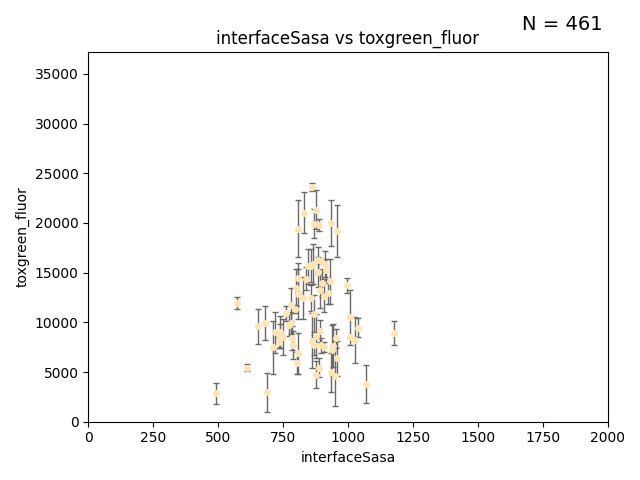 N = 461
interfaceSasa vs toxgreen_fluor
35000
30000
25000
20000
15000
10000
5000
0
toxgreen_fluor
0 250 500 750 1000 1250 1500 1750 2000
interfaceSasa